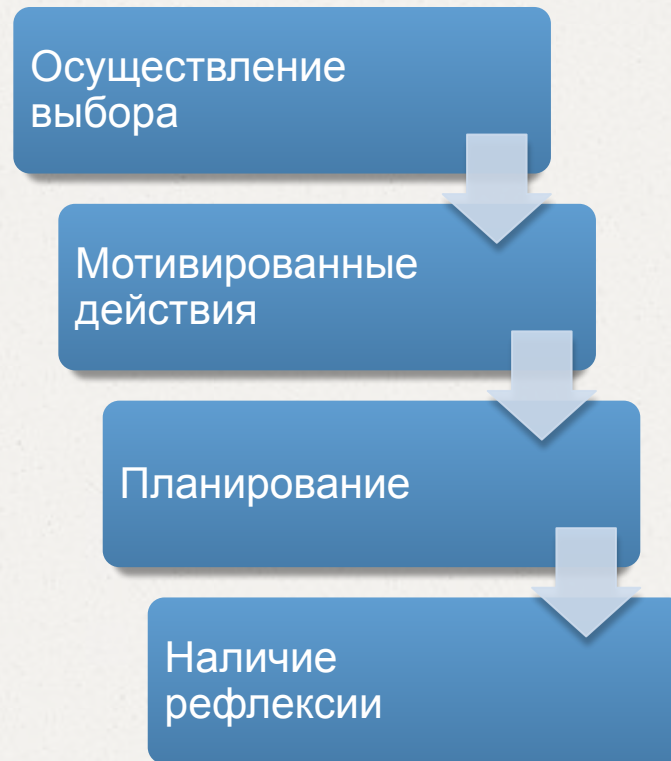 Осуществление
выбора
Мотивированные
действия
Планирование
Наличие
рефлексии